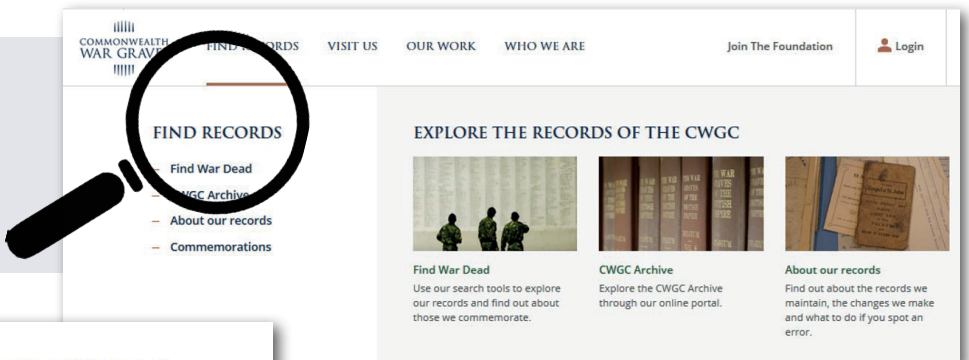 COMMONWEALTH
WAR GRAVES
FIND RECORDS
VISIT US
OUR WORK
WHO WE ARE
Join The Foundation
Login
FIND RECORDS
– Find War Dead
– CWGC Archive
– About our records
– Commemorations
EXPLORE THE RECORDS OF THE CWGC
Find War Dead
Use our search tools to explore
our records and find out about
those we commemorate.
CWGC Archive
Explore the CWGC Archive
through our online portal.
About our records
Find out about the records we
maintain, the changes we make
and what to do if you spot an
error.